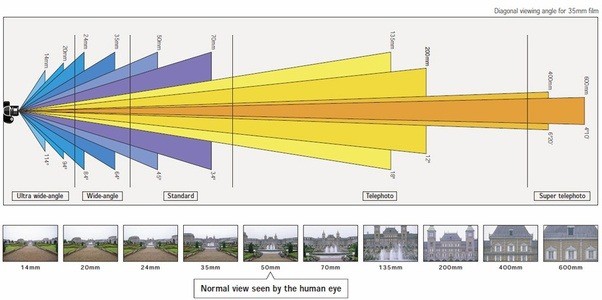 Diagonal viewing angle for 35mm film
14mm
20mm
24mm
35mm
50mm
70mm
135mm
200mm
400mm
600mm
114°
94°
84°
64°
45°
34°
18°
12°
6°20'
4°10'
Ultra wide-angle
Wide-angle
Standard
Telephoto
Super telephoto
14mm
20mm
24mm
35mm
50mm
70mm
135mm
200mm
400mm
600mm
Normal view seen by the human eye